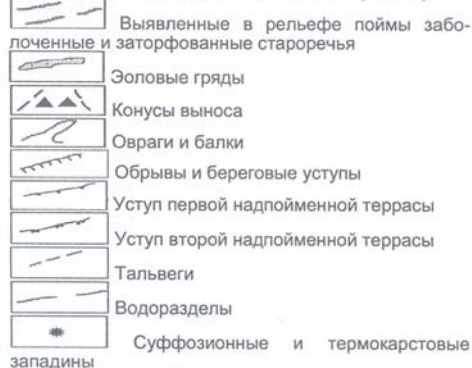 Выявленные в рельефе поймы забо-
лоченные и заторфованные староречья
Эоловые гряды
Конусы выноса
Овраги и балки
Обрывы и береговые уступы
Уступ первой надпойменной террасы
Уступ второй надпойменной террасы
Тальвеги
Водоразделы
Суффозионные и термокарстовые
западины